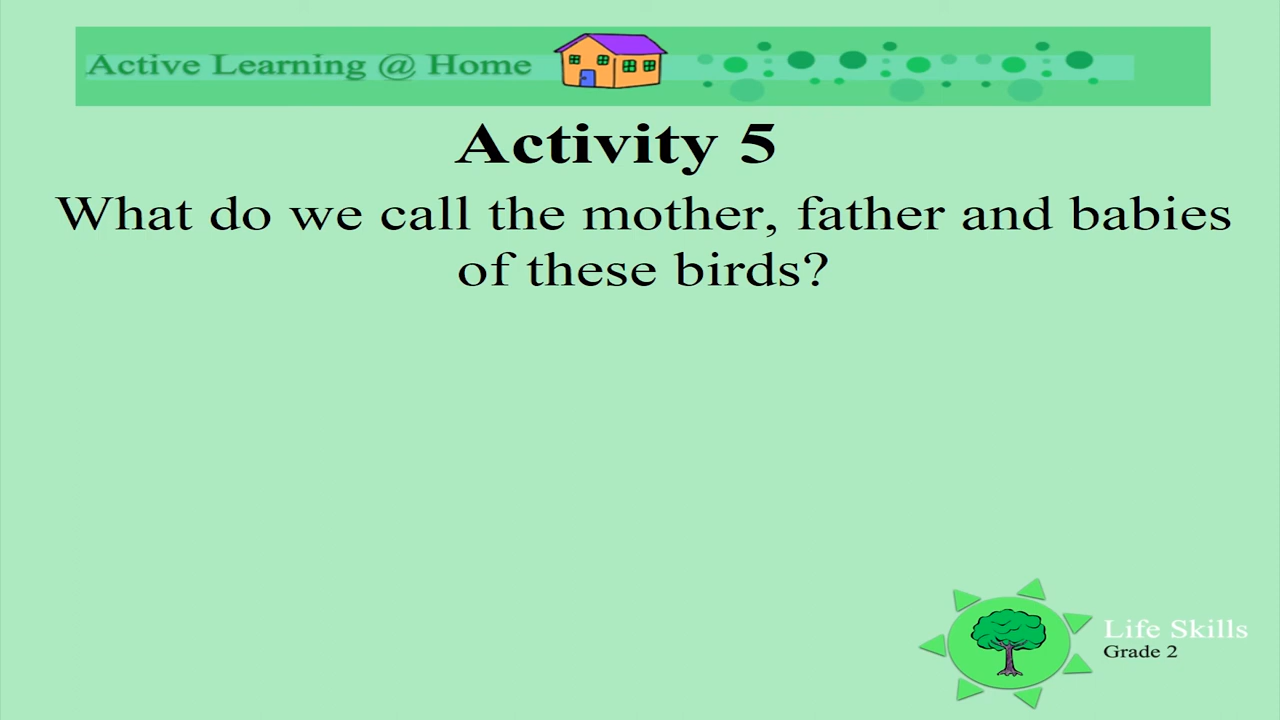 Active Learning @ Home
Activity 5
What do we call the mother, father and babies
of these birds?
Life Skills
Grade 2